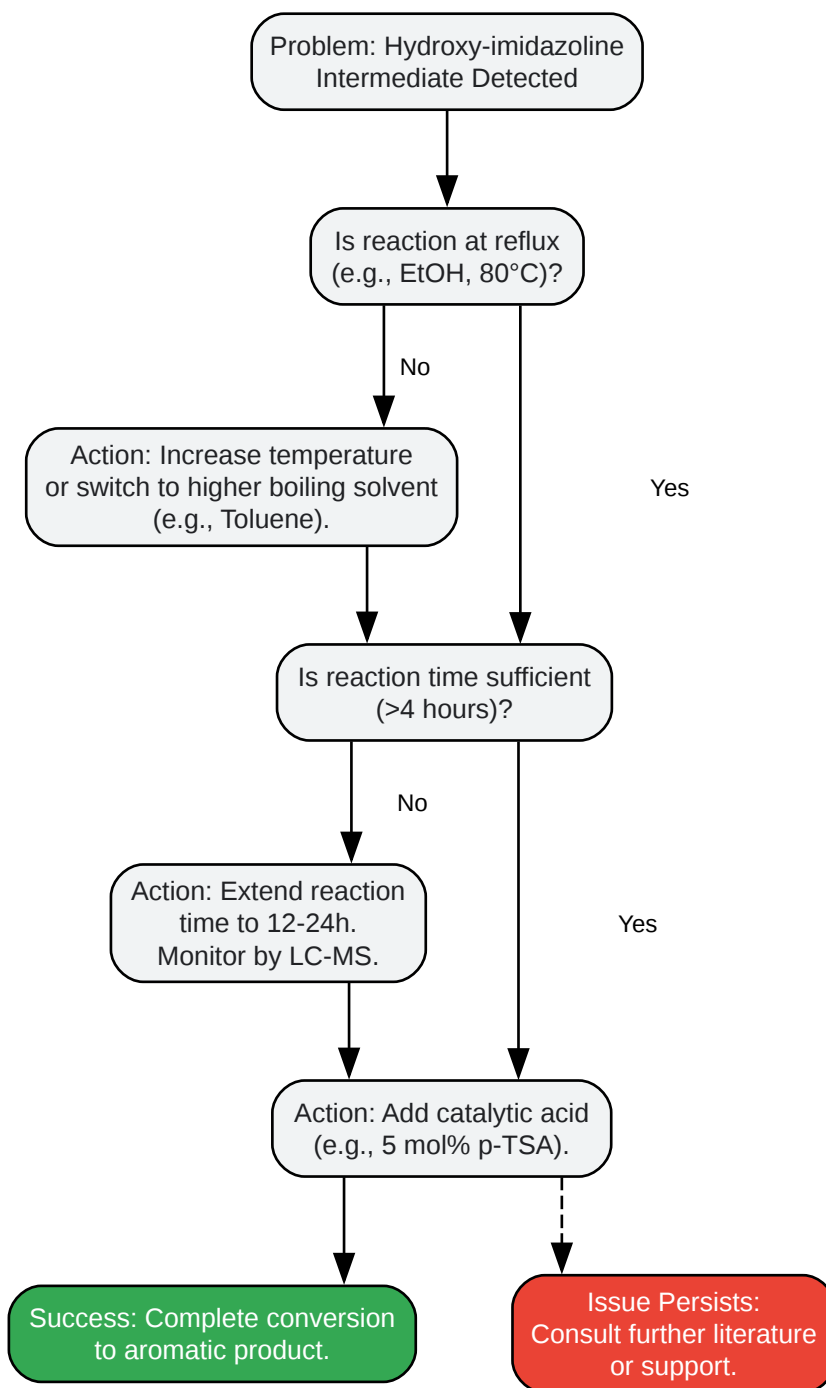 Problem: Hydroxy-imidazoline
Intermediate Detected
Is reaction at reflux
(e.g., EtOH, 80°C)?
No
Action: Increase temperature
or switch to higher boiling solvent
(e.g., Toluene).
Yes
Is reaction time sufficient
(>4 hours)?
No
Action: Extend reaction
time to 12-24h.
Monitor by LC-MS.
Yes
Action: Add catalytic acid
(e.g., 5 mol% p-TSA).
Success: Complete conversion
to aromatic product.
Issue Persists:
Consult further literature
or support.